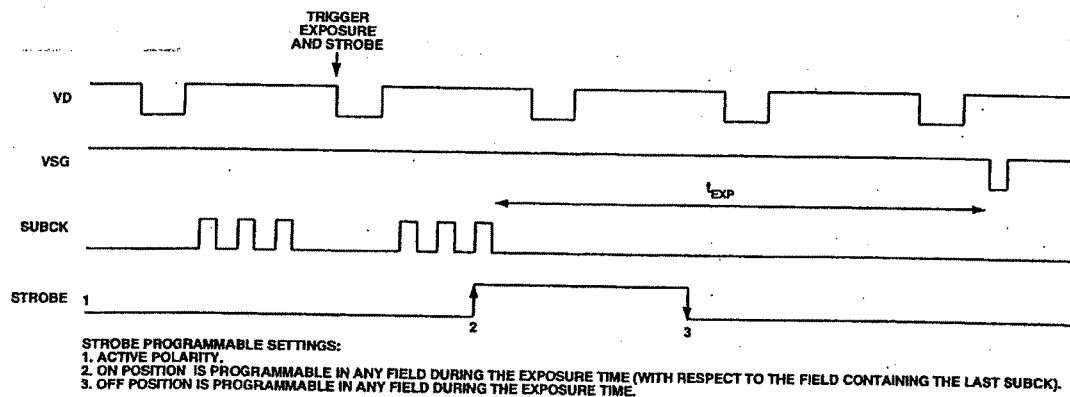 TRIGGER
EXPOSURE
AND STROBE
VD
VSG
tEXP
SUBCK
STROBE 1
2
3
STROBE PROGRAMMABLE SETTINGS:
1. ACTIVE POLARITY.
2. ON POSITION IS PROGRAMMABLE IN ANY FIELD DURING THE EXPOSURE TIME (WITH RESPECT TO THE FIELD CONTAINING THE LAST SUBCK).
3. OFF POSITION IS PROGRAMMABLE IN ANY FIELD DURING THE EXPOSURE TIME.